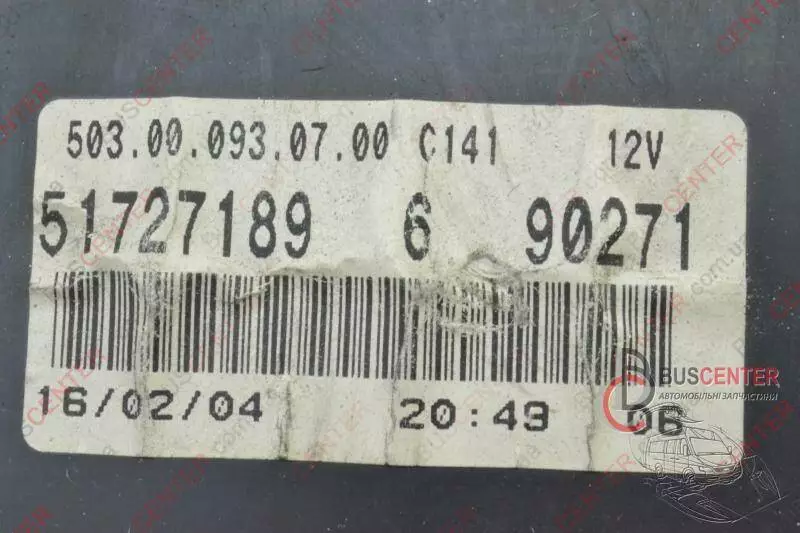 503.00.093.07.00 C141 12V
51727189 6 90271
16/02/04 20:49 06
BUSCENTER
АВТОМОБІЛЬНІ ЗАПЧАСТИНИ